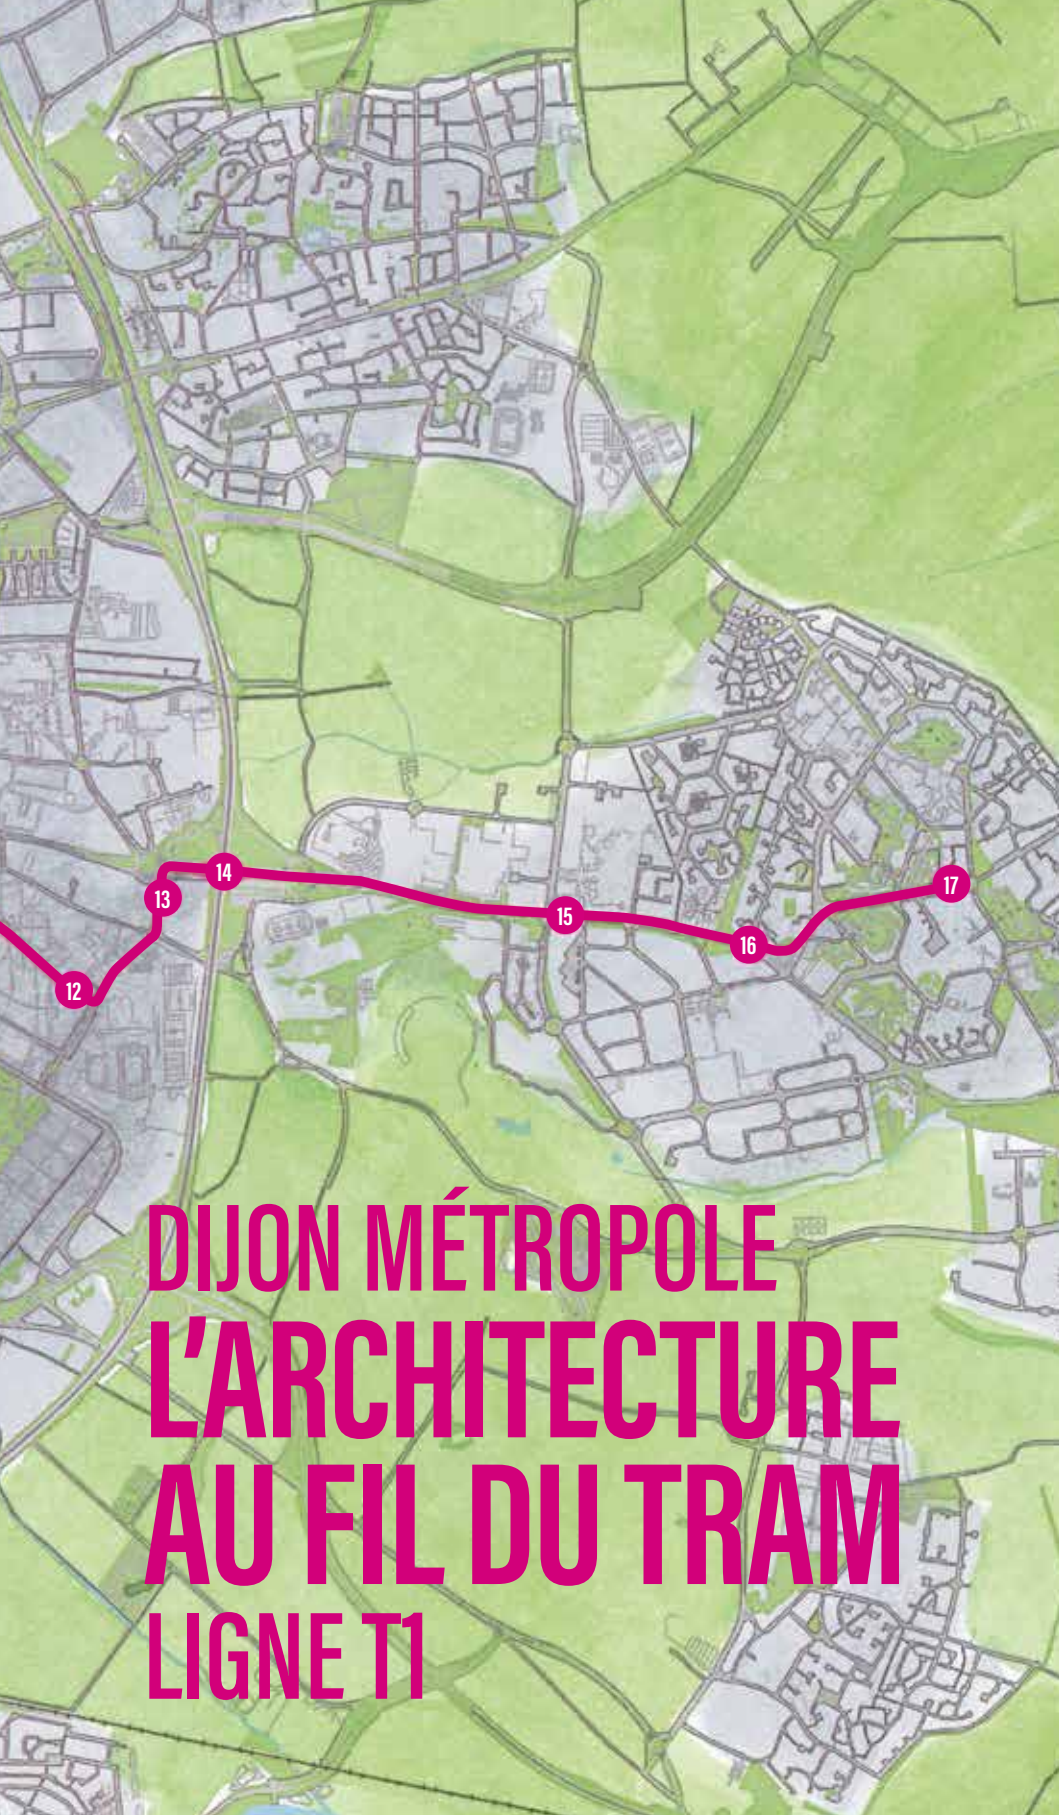 14
17
13
15
16
12
DIJON MÉTROPOLE
L’ARCHITECTURE
AU FIL DU TRAM
LIGNE T1